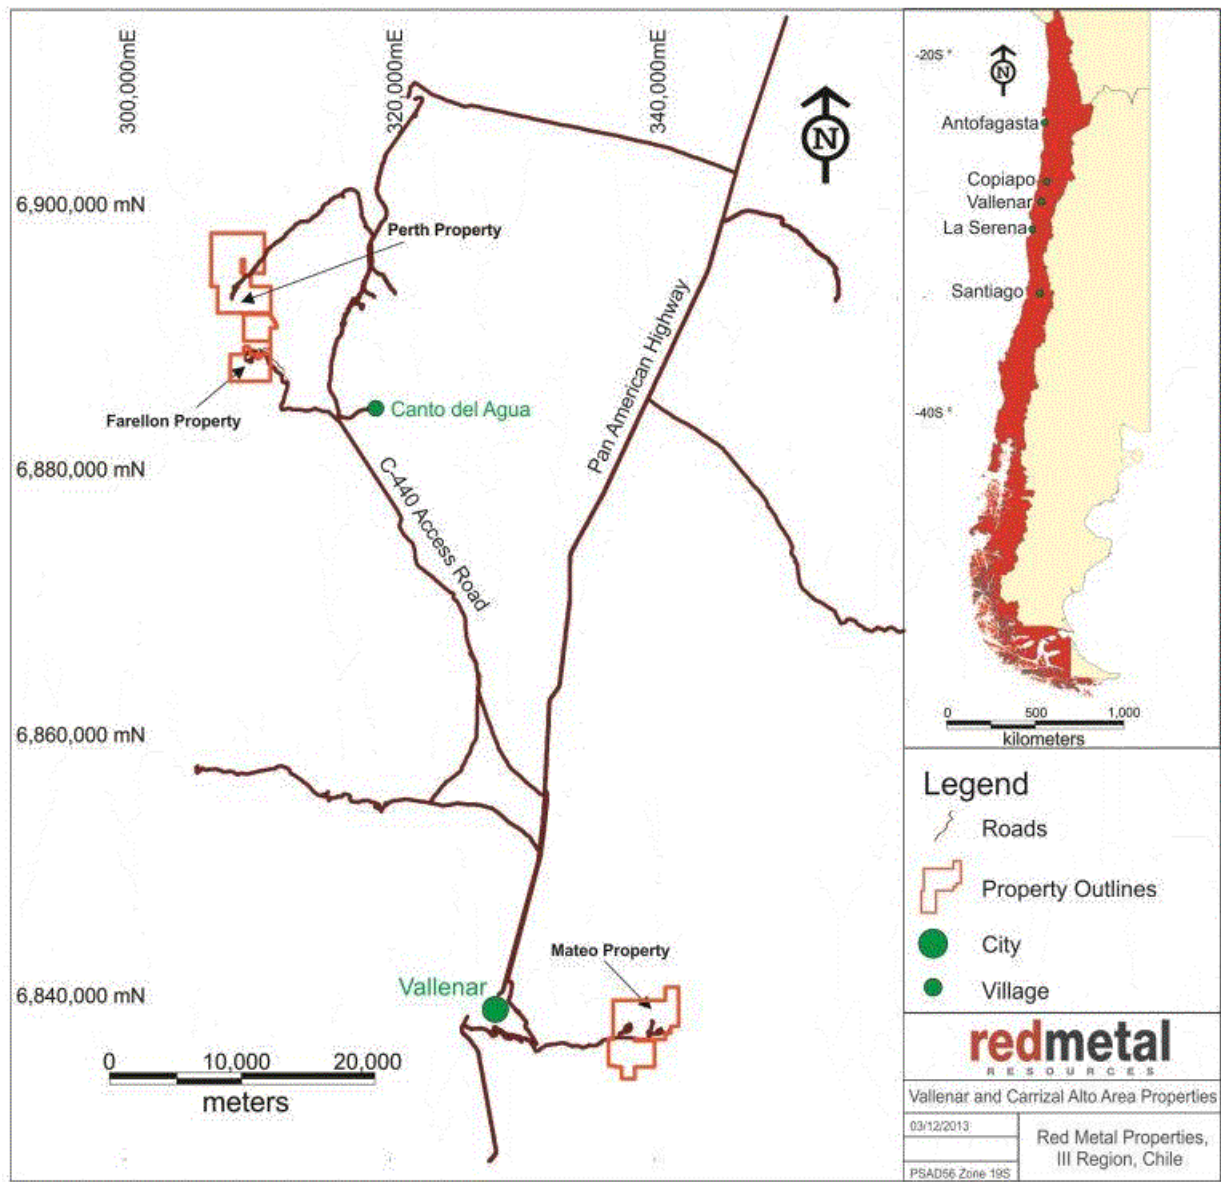 300,000mE
320,000mE
340,000mE
N
6,900,000 mN
Perth Property
Pan American Highway
Farellon Property
Canto del Agua
6,880,000 mN
C-440 Access Road
6,860,000 mN
Mateo Property
Vallenar
6,840,000 mN
0 10,000 20,000
meters
-20S °
N
Antofagasta
Copiapo
Vallenar
La Serena
Santiago
-40S °
0 500 1,000
kilometers
Legend
Roads
Property Outlines
City
Village
redmetal
RESOURCES
Vallenar and Carrizal Alto Area Properties
03/12/2013
PSAD56 Zone 19S
Red Metal Properties,
III Region, Chile